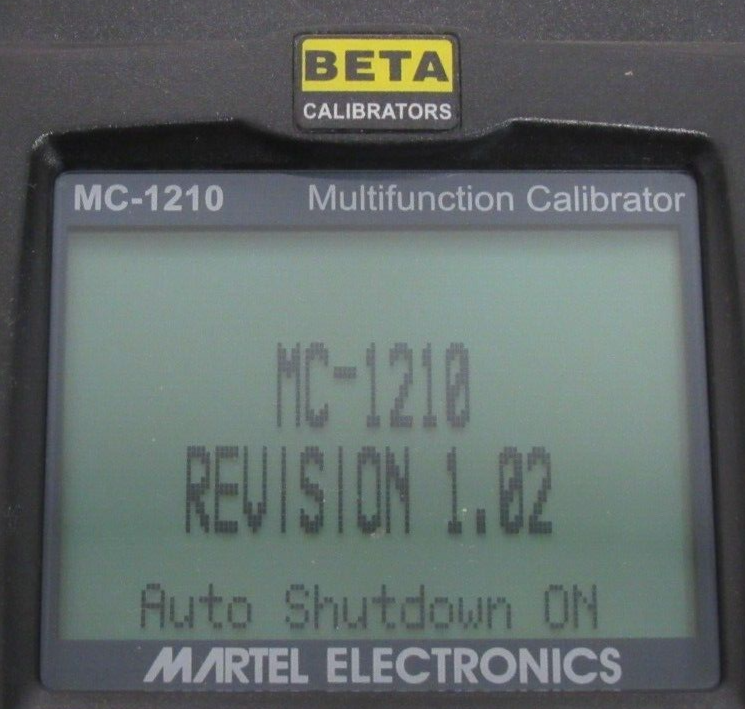 BETA
CALIBRATORS
MC-1210 Multifunction Calibrator
MC-1210
REVISION 1.02
Auto Shutdown ON
MARTEL ELECTRONICS